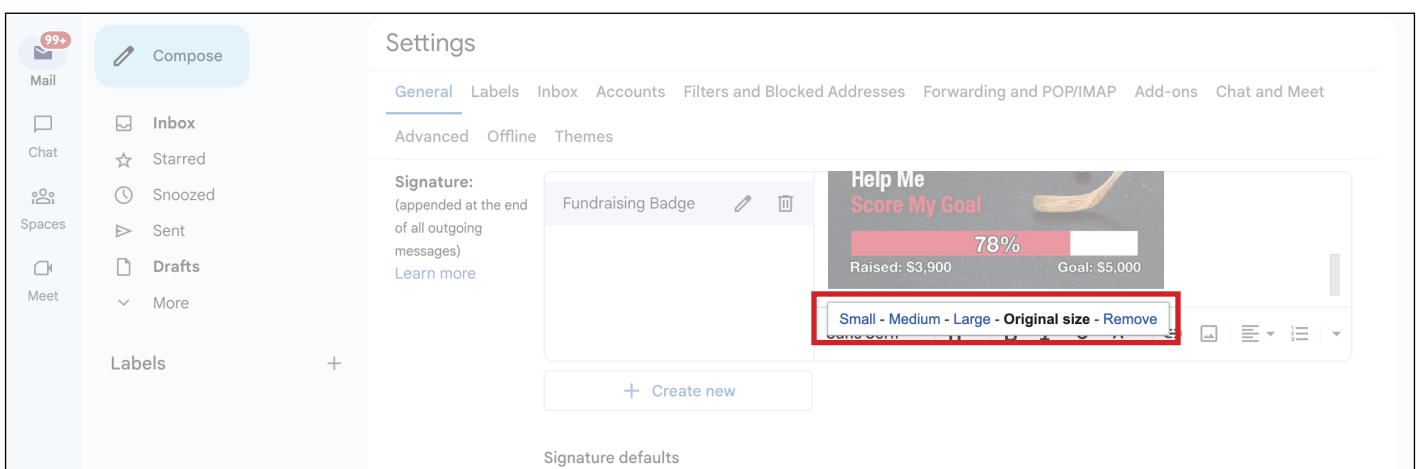 99+
Mail
Chat
Spaces
Meet
Compose
Inbox
Starred
Snoozed
Sent
Drafts
More
Labels
Settings
General Labels Inbox Accounts Filters and Blocked Addresses Forwarding and POP/IMAP Add-ons Chat and Meet
Advanced Offline Themes
Signature:
(appended at the end
of all outgoing
messages)
Learn more
Fundraising Badge
Help Me
Score My Goal
78%
Raised: $3,900 Goal: $5,000
Small - Medium - Large - Original size - Remove
Create new
Signature defaults